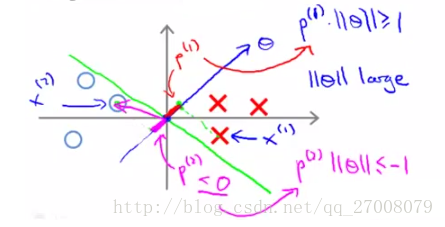 p⁽¹⁾·||θ|| ≥ 1
p⁽¹⁾
θ
x⁽²⁾
||θ|| large
x⁽¹⁾
p⁽²⁾
≤ 0
p⁽²⁾||θ|| ≤ -1
http://blog.csdn.net/qq_27008079